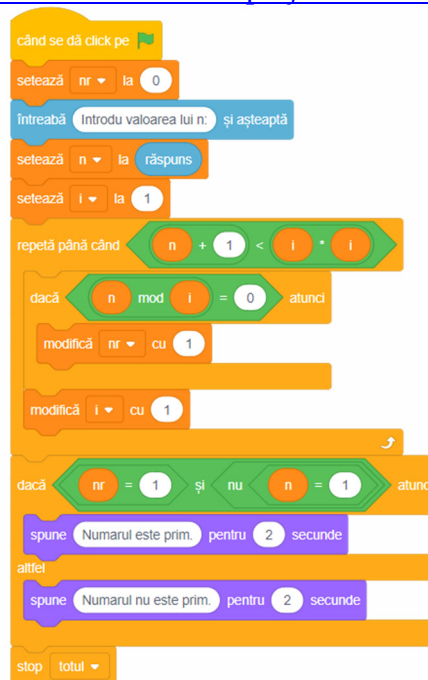 când se dă click pe
setează nr la 0
întreabă Introdu valoarea lui n: și așteaptă
setează n la răspuns
setează i la 1
repetă până când n + 1 < i * i
dacă n mod i = 0 atunci
modifică nr cu 1
modifică i cu 1
dacă nr = 1 și nu n = 1 atunc
spune Numarul este prim. pentru 2 secunde
altfel
spune Numarul nu este prim. pentru 2 secunde
stop totul